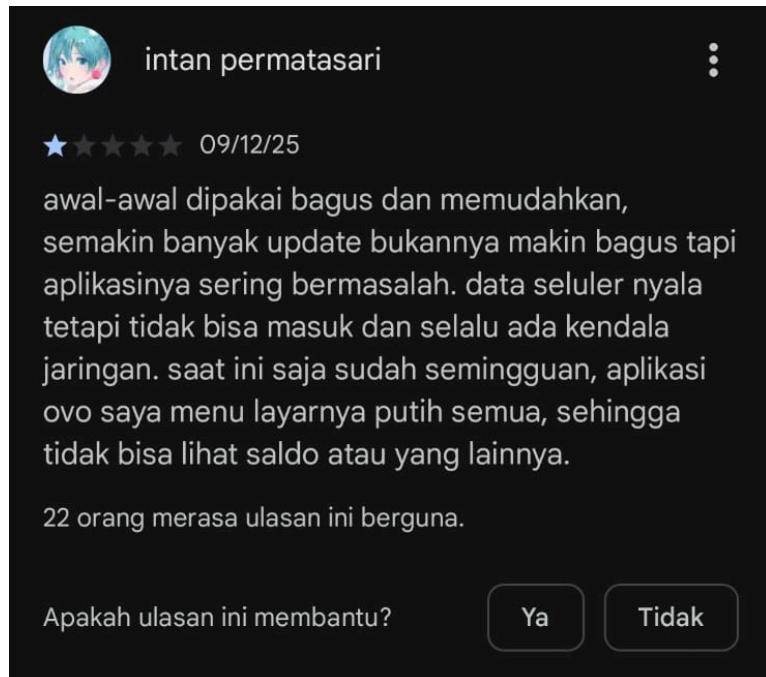 intan permatasari
09/12/25
awal-awal dipakai bagus dan memudahkan,
semakin banyak update bukannya makin bagus tapi
aplikasinya sering bermasalah. data seluler nyala
tetapi tidak bisa masuk dan selalu ada kendala
jaringan. saat ini saja sudah semingguan, aplikasi
ovo saya menu layarnya putih semua, sehingga
tidak bisa lihat saldo atau yang lainnya.
22 orang merasa ulasan ini berguna.
Apakah ulasan ini membantu? Ya Tidak